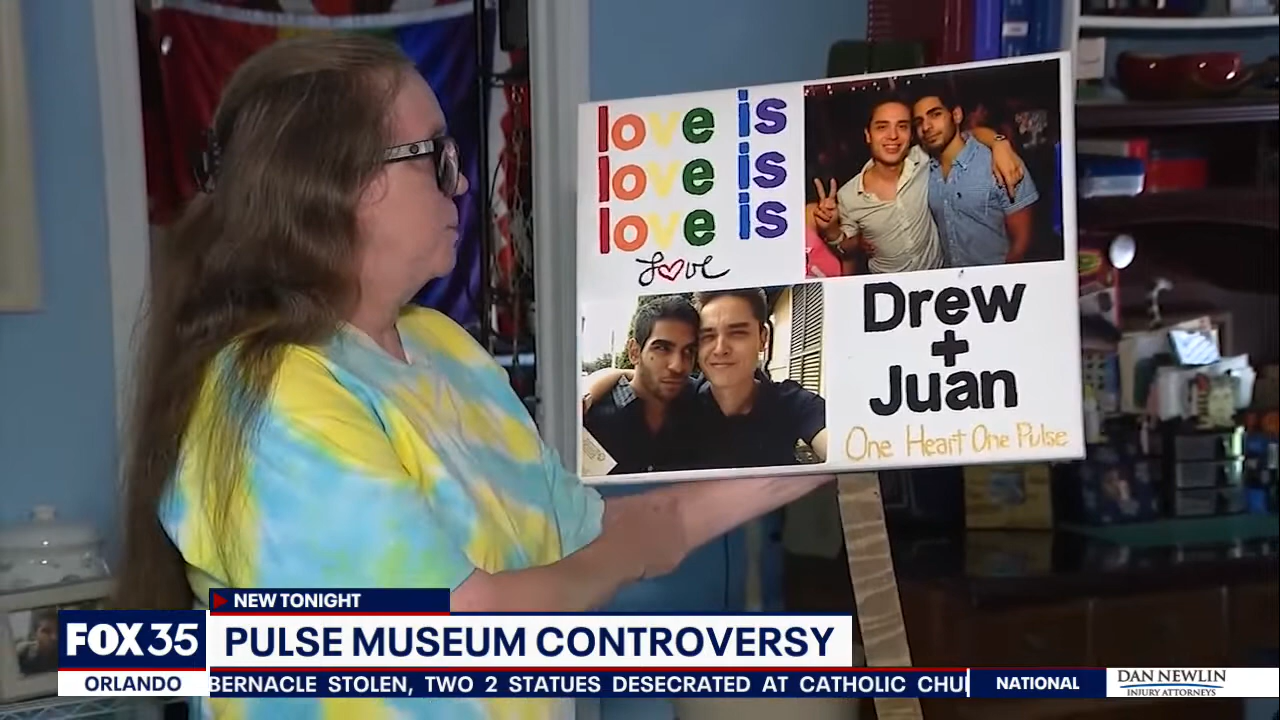 love is
love is
love is
love
Drew
+
Juan
One Heart One Pulse
NEW TONIGHT
FOX 35
PULSE MUSEUM CONTROVERSY
ORLANDO
BERNACLE STOLEN, TWO 2 STATUES DESECRATED AT CATHOLIC CHU
NATIONAL
DAN NEWLIN
INJURY ATTORNEYS